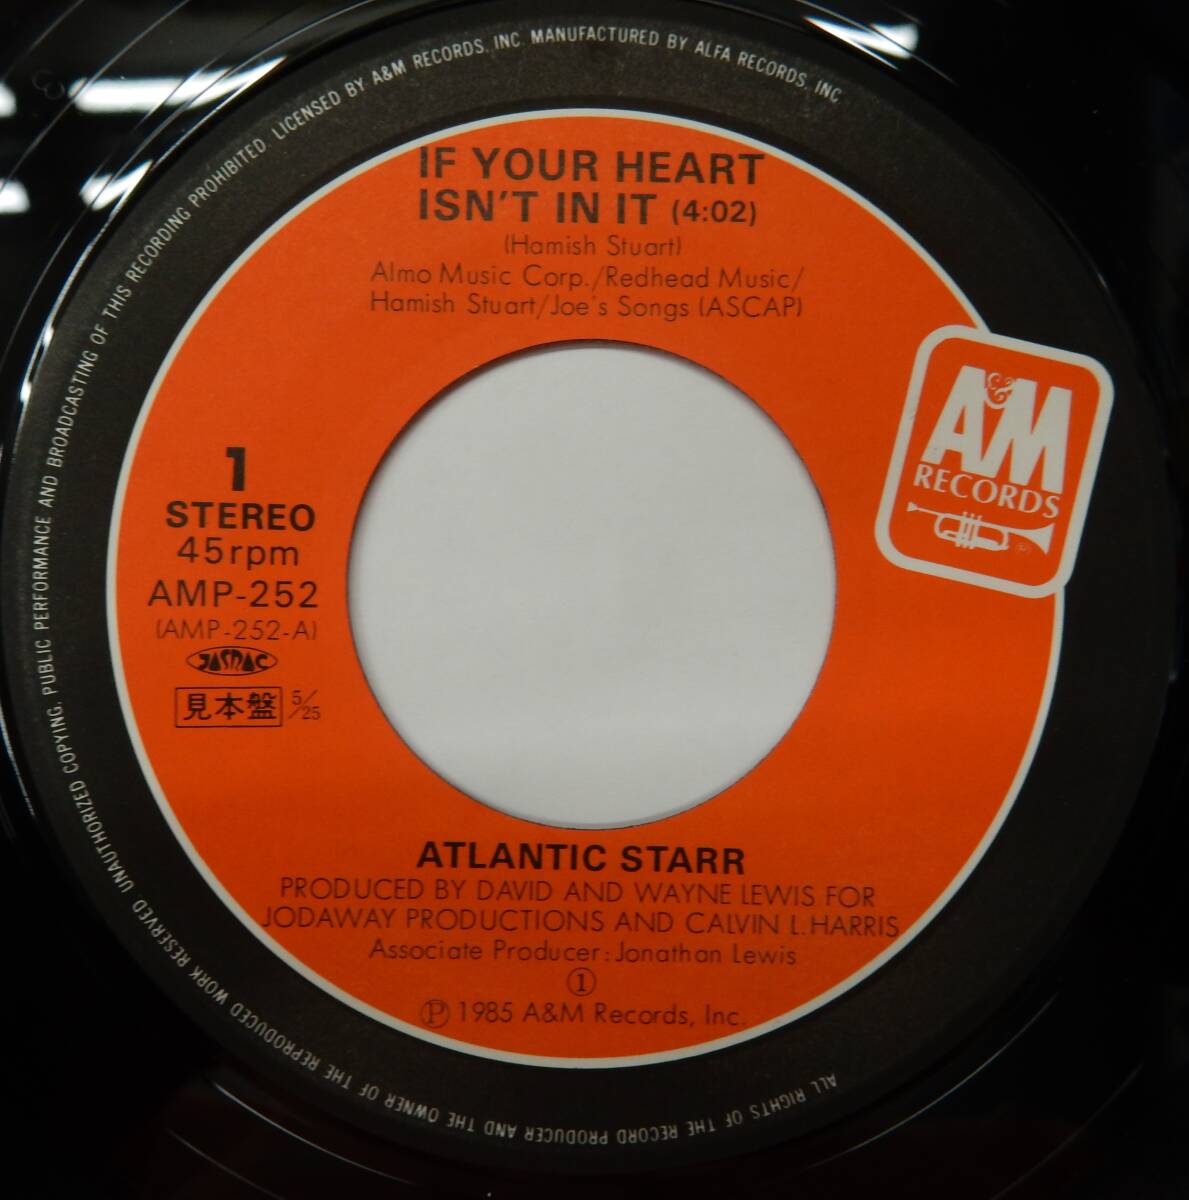 ALL RIGHTS OF THE RECORD PRODUCER AND THE OWNER OF THE REPRODUCED WORK RESERVED. UNAUTHORIZED COPYING, PUBLIC PERFORMANCE AND BROADCASTING OF THIS RECORDING PROHIBITED. LICENSED BY A&M RECORDS, INC. MANUFACTURED BY ALFA RECORDS, INC
IF YOUR HEART
ISN'T IN IT (4:02)
(Hamish Stuart)
Almo Music Corp./Redhead Music/
Hamish Stuart/Joe's Songs (ASCAP)
A&M
RECORDS
1
STEREO
45rpm
AMP-252
(AMP-252-A)
JASRAC
見本盤 5/25
ATLANTIC STARR
PRODUCED BY DAVID AND WAYNE LEWIS FOR
JODAWAY PRODUCTIONS AND CALVIN L. HARRIS
Associate Producer: Jonathan Lewis
①
Ⓟ 1985 A&M Records, Inc.